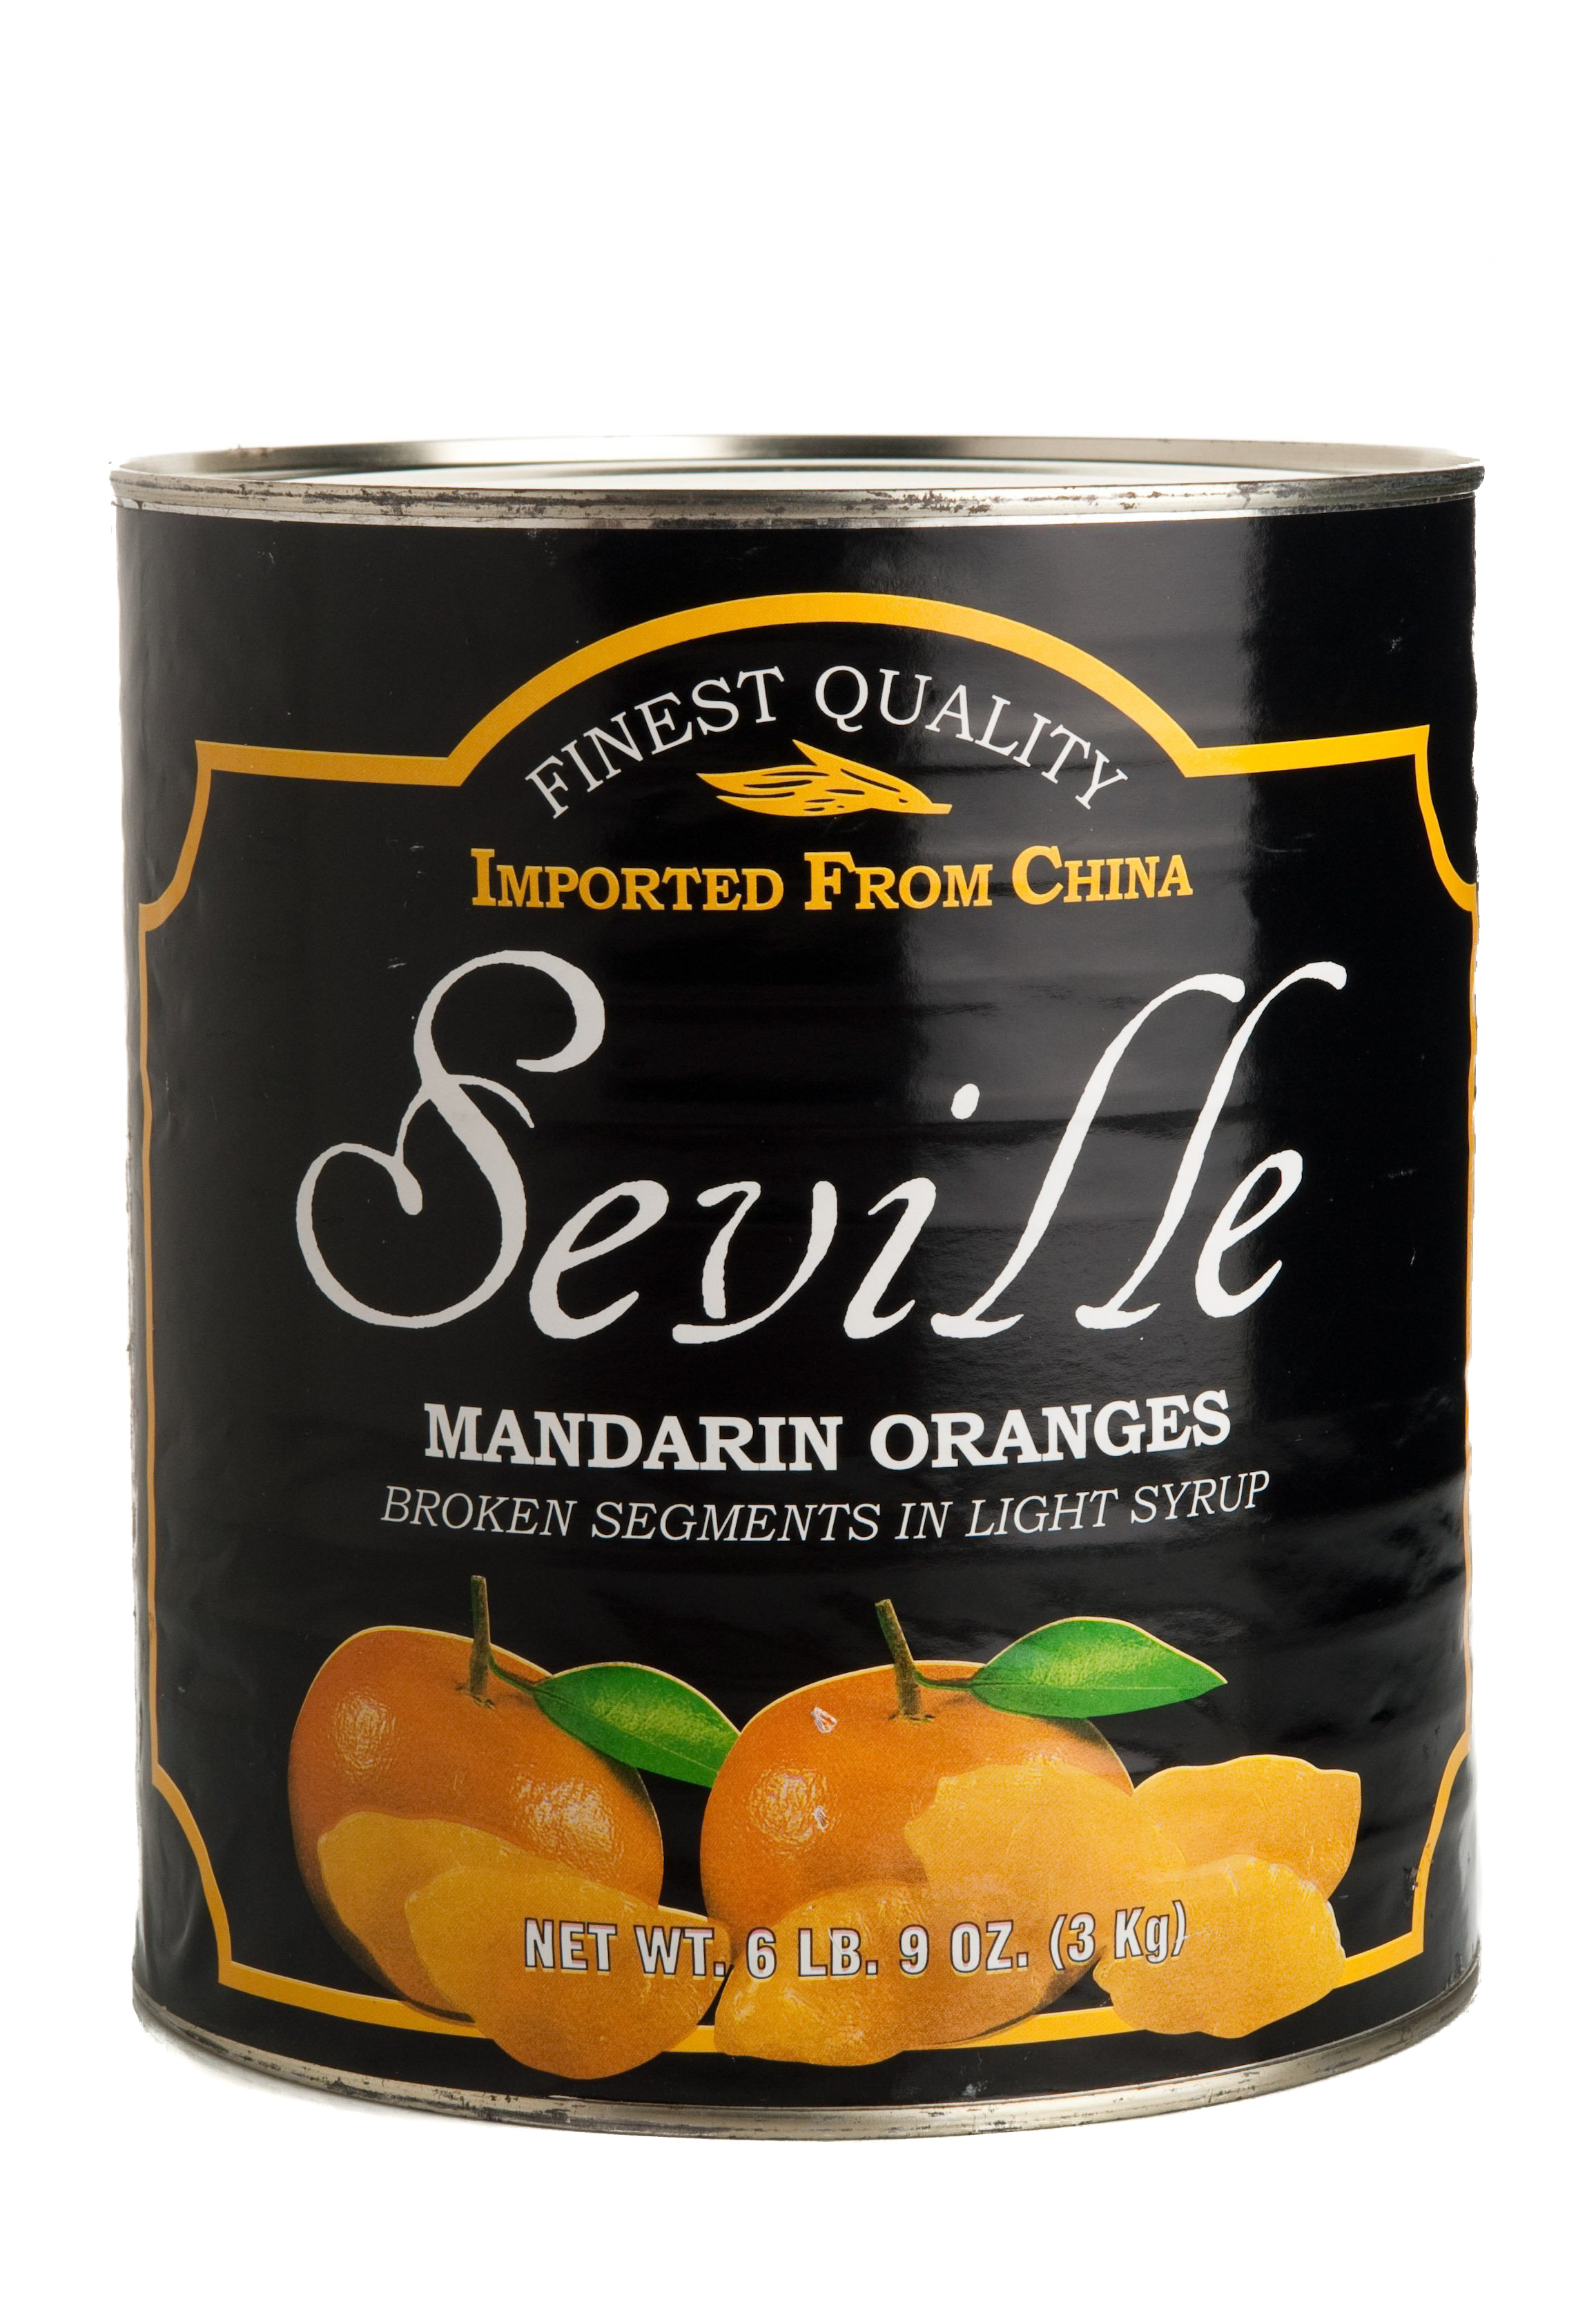 FINEST QUALITY
IMPORTED FROM CHINA
Seville
MANDARIN ORANGES
BROKEN SEGMENTS IN LIGHT SYRUP
NET WT. 6 LB. 9 OZ. (3 Kg)